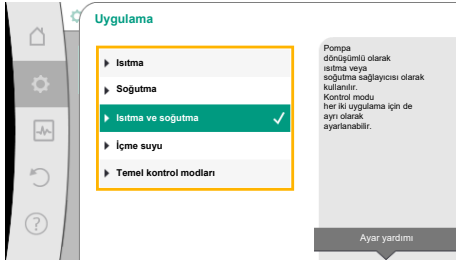 Uygulama
Isıtma
Soğutma
Isıtma ve soğutma
İçme suyu
Temel kontrol modları
Pompa
dönüşümlü olarak
ısıtma veya
soğutma sağlayıcısı olarak
kullanılır.
Kontrol modu
her iki uygulama için de
ayrı olarak
ayarlanabilir.
Ayar yardımı